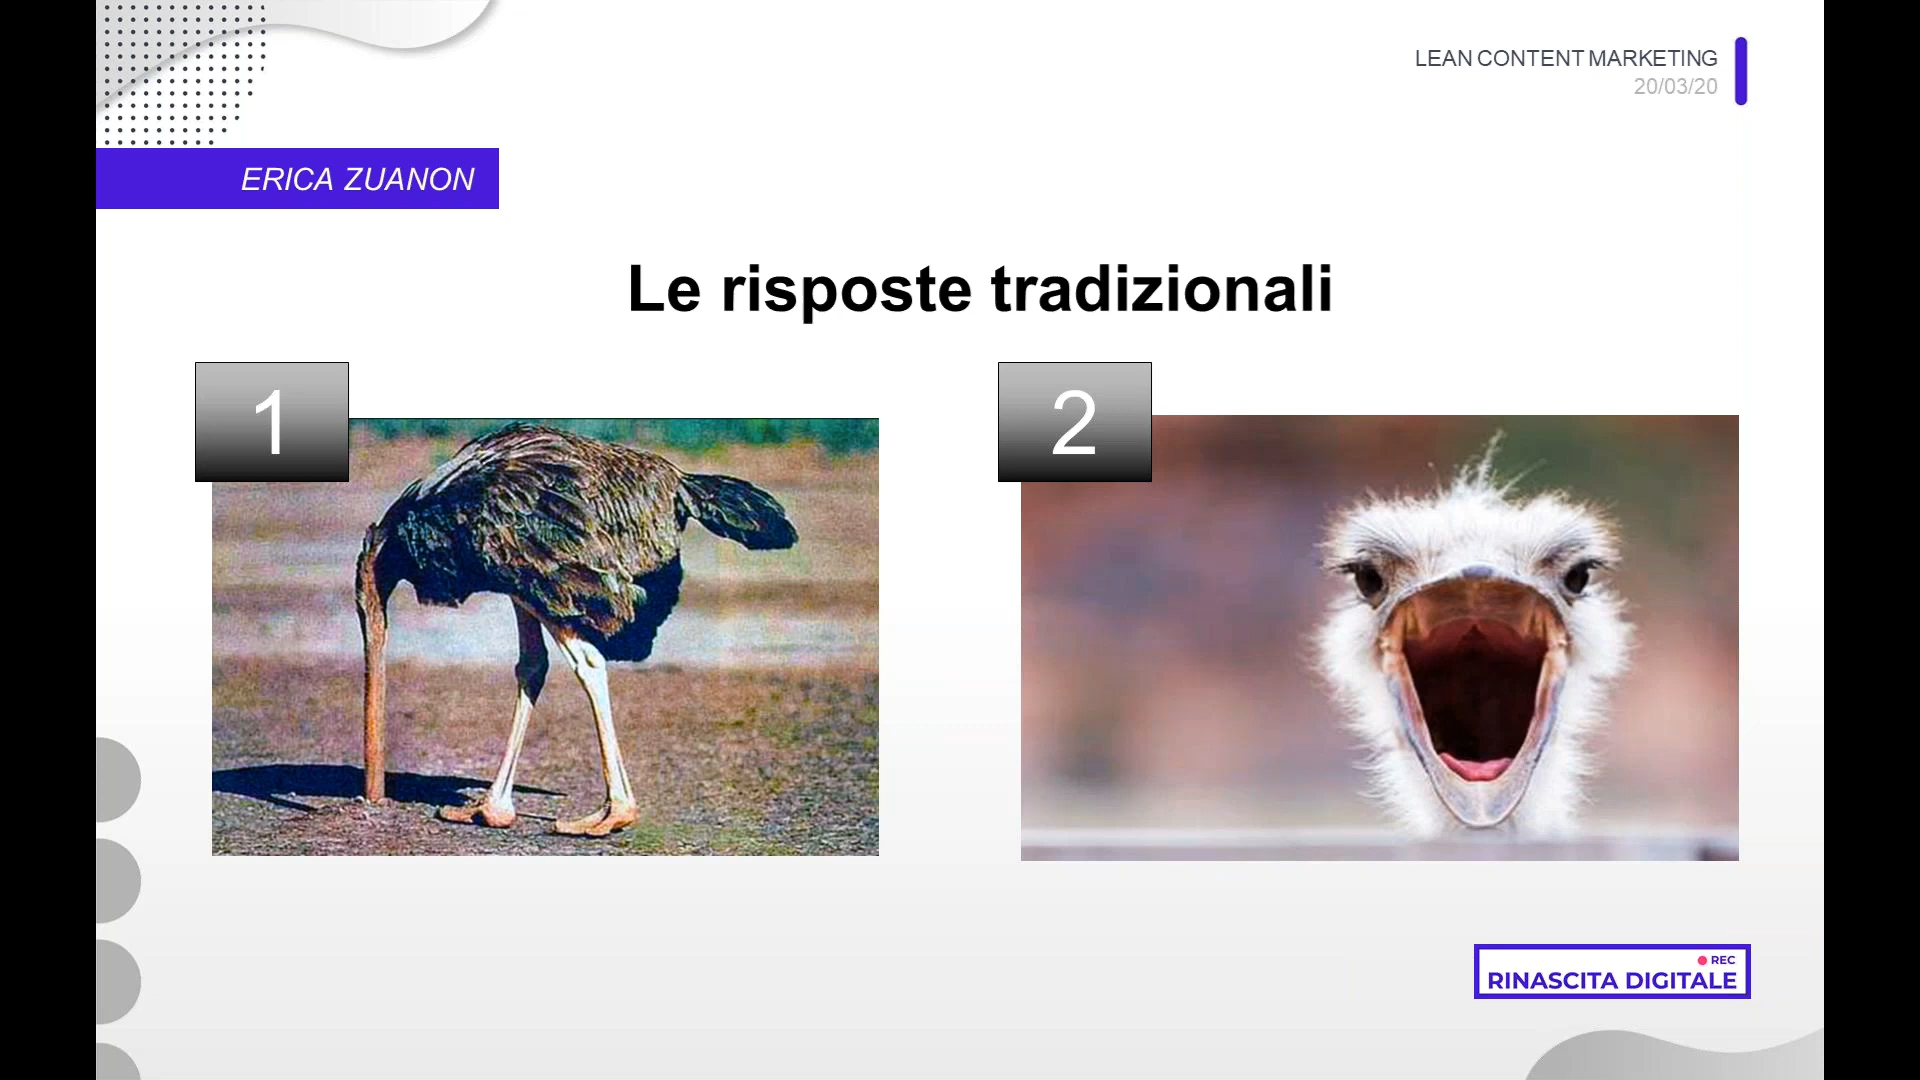 LEAN CONTENT MARKETING
20/03/20
ERICA ZUANON
Le risposte tradizionali
1
2
REC
RINASCITA DIGITALE